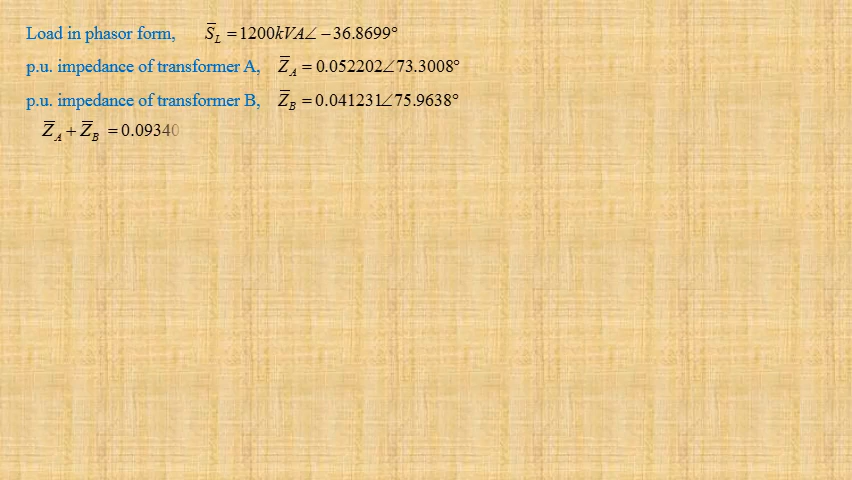 Load in phasor form, S̅_L = 1200kVA∠ − 36.8699°
p.u. impedance of transformer A, Z̅_A = 0.052202∠73.3008°
p.u. impedance of transformer B, Z̅_B = 0.041231∠75.9638°
Z̅_A + Z̅_B = 0.09340